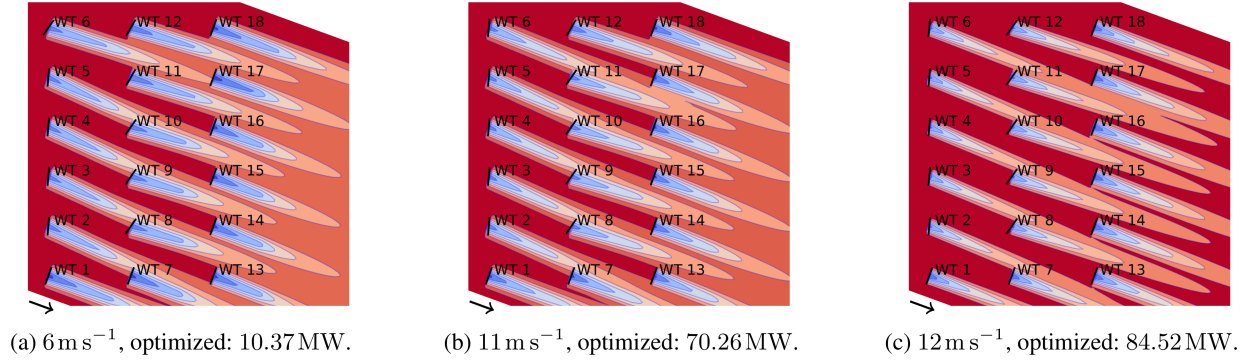 WT 6 WT 12 WT 18
WT 5 WT 11 WT 17
WT 4 WT 10 WT 16
WT 3 WT 9 WT 15
WT 2 WT 8 WT 14
WT 1 WT 7 WT 13
(a) 6 m s⁻¹, optimized: 10.37 MW.
WT 6 WT 12 WT 18
WT 5 WT 11 WT 17
WT 4 WT 10 WT 16
WT 3 WT 9 WT 15
WT 2 WT 8 WT 14
WT 1 WT 7 WT 13
(b) 11 m s⁻¹, optimized: 70.26 MW.
WT 6 WT 12 WT 18
WT 5 WT 11 WT 17
WT 4 WT 10 WT 16
WT 3 WT 9 WT 15
WT 2 WT 8 WT 14
WT 1 WT 7 WT 13
(c) 12 m s⁻¹, optimized: 84.52 MW.